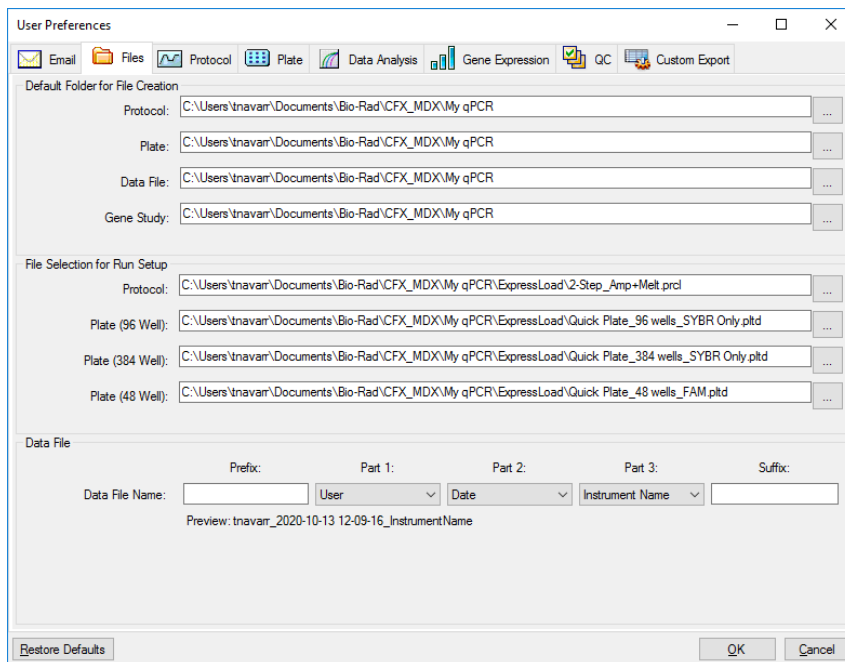 User Preferences
Email Files Protocol Plate Data Analysis Gene Expression QC Custom Export
Default Folder for File Creation
Protocol: C:\Users\tnavarr\Documents\Bio-Rad\CFX_MDX\My qPCR ...
Plate: C:\Users\tnavarr\Documents\Bio-Rad\CFX_MDX\My qPCR ...
Data File: C:\Users\tnavarr\Documents\Bio-Rad\CFX_MDX\My qPCR ...
Gene Study: C:\Users\tnavarr\Documents\Bio-Rad\CFX_MDX\My qPCR ...
File Selection for Run Setup
Protocol: C:\Users\tnavarr\Documents\Bio-Rad\CFX_MDX\My qPCR\ExpressLoad\2-Step_Amp+Melt.prcl ...
Plate (96 Well): C:\Users\tnavarr\Documents\Bio-Rad\CFX_MDX\My qPCR\ExpressLoad\Quick Plate_96 wells_SYBR Only.pltd ...
Plate (384 Well): C:\Users\tnavarr\Documents\Bio-Rad\CFX_MDX\My qPCR\ExpressLoad\Quick Plate_384 wells_SYBR Only.pltd ...
Plate (48 Well): C:\Users\tnavarr\Documents\Bio-Rad\CFX_MDX\My qPCR\ExpressLoad\Quick Plate_48 wells_FAM.pltd ...
Data File
Prefix: Part 1: Part 2: Part 3: Suffix:
Data File Name: User Date Instrument Name
Preview: tnavarr_2020-10-13 12-09-16_InstrumentName
Restore Defaults OK Cancel